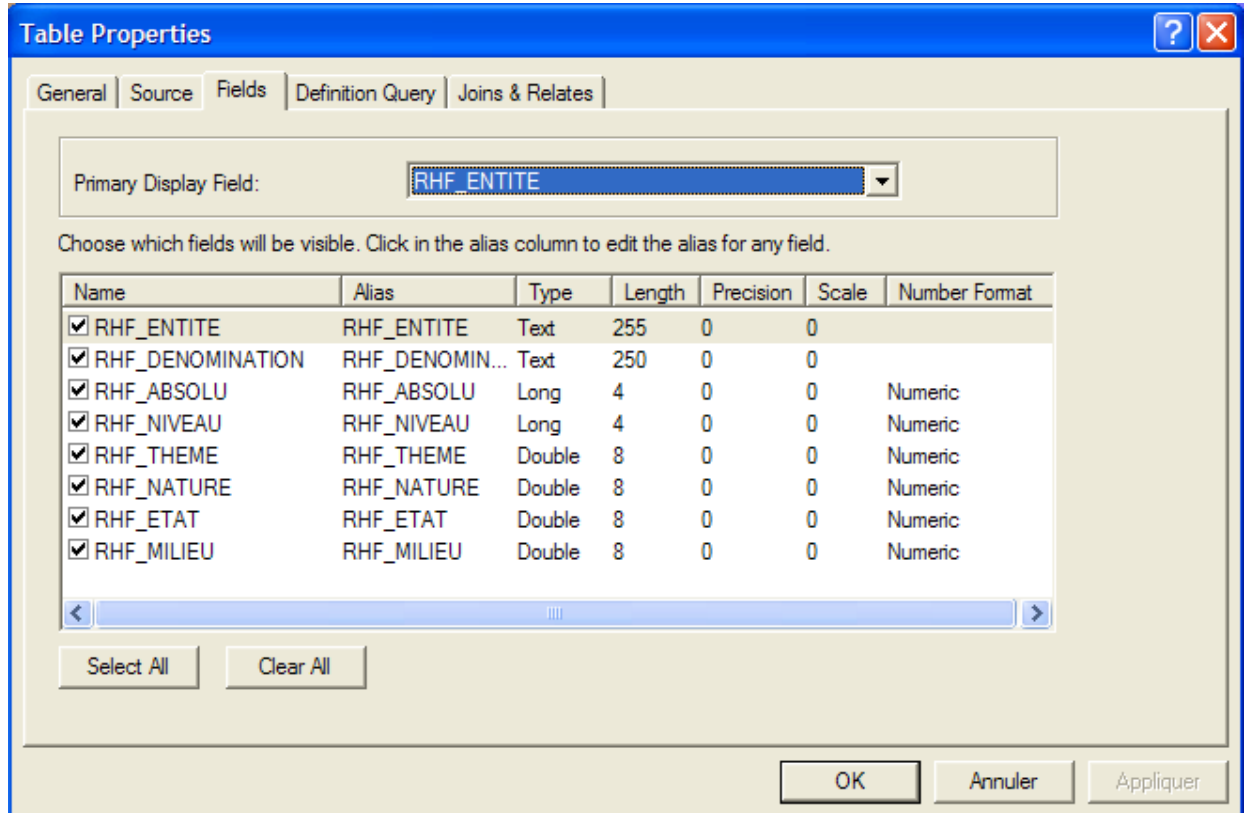 Table Properties
General Source Fields Definition Query Joins & Relates
Primary Display Field: RHF_ENTITE
Choose which fields will be visible. Click in the alias column to edit the alias for any field.
Name Alias Type Length Precision Scale Number Format
RHF_ENTITE RHF_ENTITE Text 255 0 0
RHF_DENOMINATION RHF_DENOMIN... Text 250 0 0
RHF_ABSOLU RHF_ABSOLU Long 4 0 0 Numeric
RHF_NIVEAU RHF_NIVEAU Long 4 0 0 Numeric
RHF_THEME RHF_THEME Double 8 0 0 Numeric
RHF_NATURE RHF_NATURE Double 8 0 0 Numeric
RHF_ETAT RHF_ETAT Double 8 0 0 Numeric
RHF_MILIEU RHF_MILIEU Double 8 0 0 Numeric
Select All Clear All
OK Annuler Appliquer